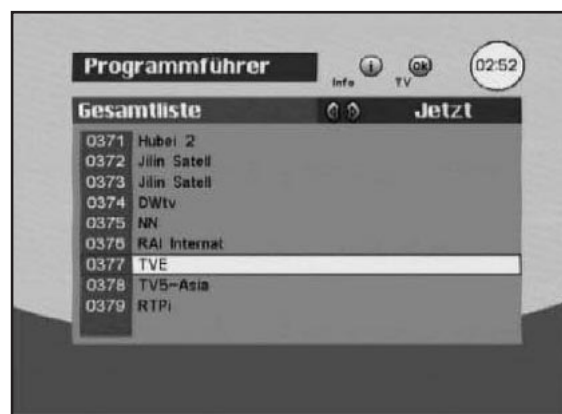 Programmführer
Info i TV ok 02:52
Gesamtliste Jetzt
0371 Hubei 2
0372 Jilin Satell
0373 Jilin Satell
0374 DWtv
0375 NN
0376 RAI Internat
0377 TVE
0378 TV5-Asia
0379 RTPi